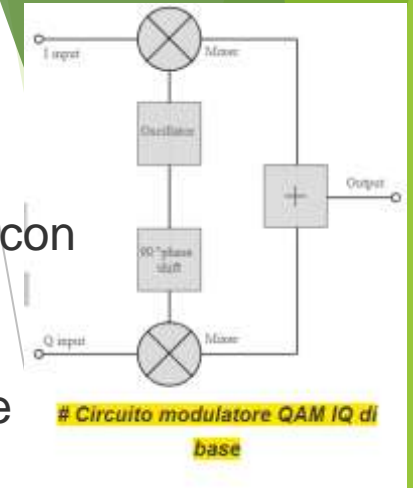 I input
Mixer
Oscillator
con
+
Output
90°phase
shift
Q input
Mixer
e
# Circuito modulatore QAM IQ di
base